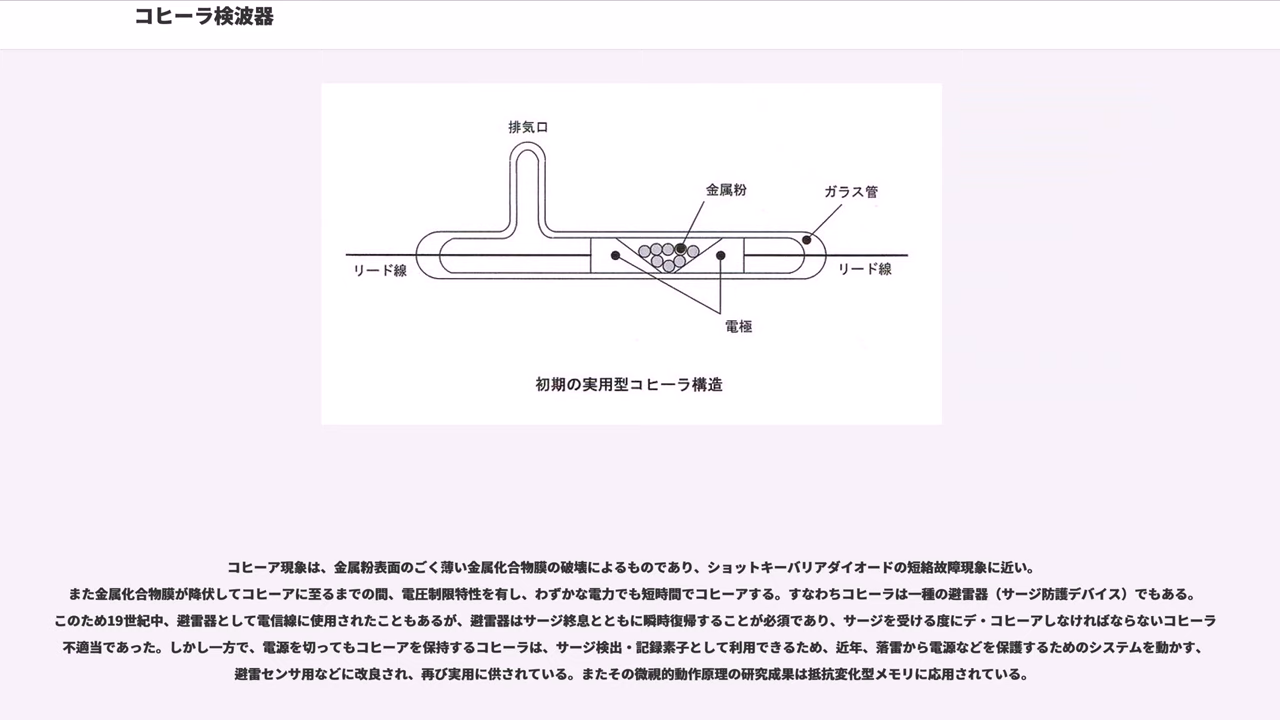 コヒーラ検波器
排気口
金属粉
ガラス管
リード線
リード線
電極
初期の実用型コヒーラ構造
コヒーア現象は、金属粉表面のごく薄い金属化合物膜の破壊によるものであり、ショットキーバリアダイオードの短絡故障現象に近い。
また金属化合物膜が降伏してコヒーアに至るまでの間、電圧制限特性を有し、わずかな電力でも短時間でコヒーアする。すなわちコヒーラは一種の避雷器（サージ防護デバイス）でもある。
このため19世紀中、避雷器として電信線に使用されたこともあるが、避雷器はサージ終息とともに瞬時復帰することが必須であり、サージを受ける度にデ・コヒーアしなければならないコヒーラ
不適当であった。しかし一方で、電源を切ってもコヒーアを保持するコヒーラは、サージ検出・記録素子として利用できるため、近年、落雷から電源などを保護するためのシステムを動かす、
避雷センサ用などに改良され、再び実用に供されている。またその微視的動作原理の研究成果は抵抗変化型メモリに応用されている。